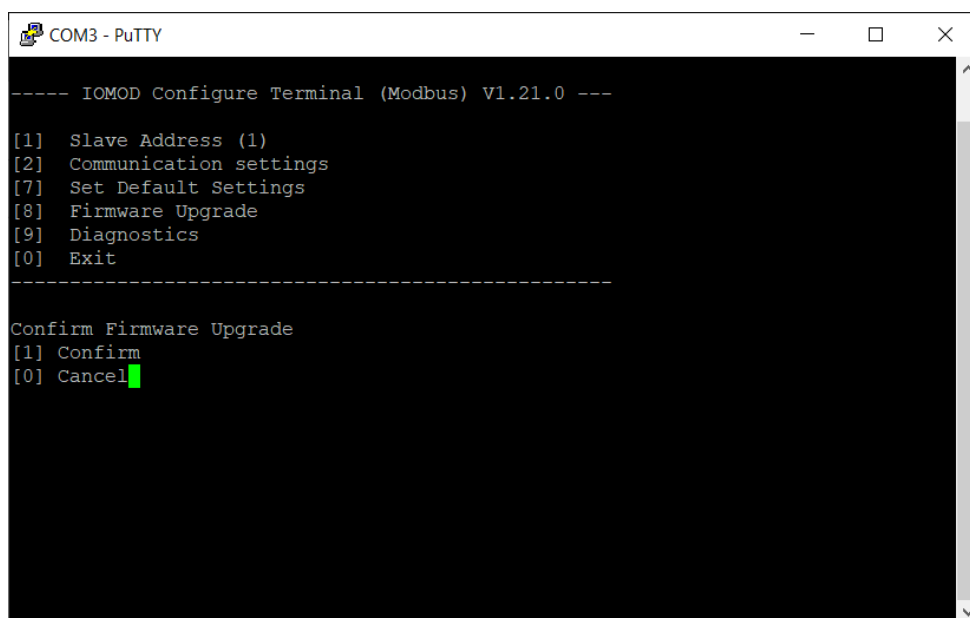 COM3 - PuTTY
----- IOMOD Configure Terminal (Modbus) V1.21.0 ---
[1] Slave Address (1)
[2] Communication settings
[7] Set Default Settings
[8] Firmware Upgrade
[9] Diagnostics
[0] Exit
---------------------------------------------------
Confirm Firmware Upgrade
[1] Confirm
[0] Cancel